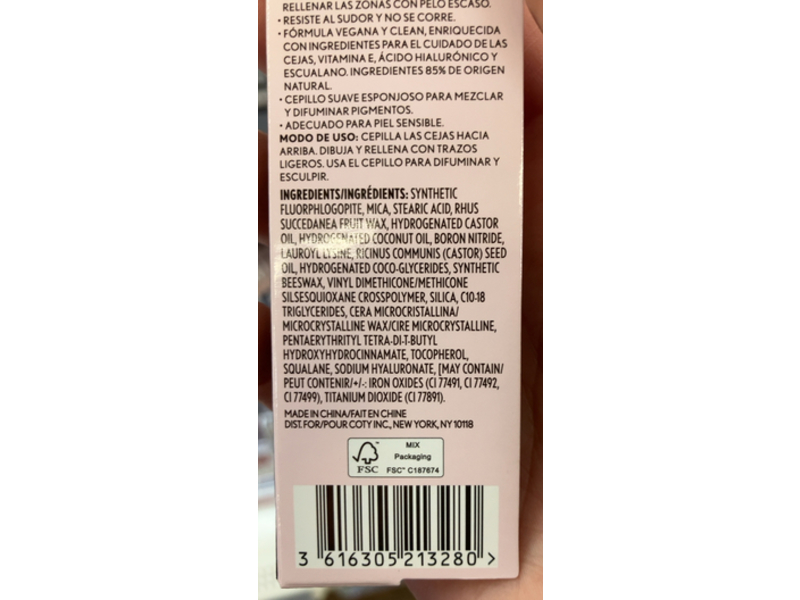 RELLENAR LAS ZONAS CON PELO ESCASO.
• RESISTE AL SUDOR Y NO SE CORRE.
• FÓRMULA VEGANA Y CLEAN, ENRIQUECIDA
CON INGREDIENTES PARA EL CUIDADO DE LAS
CEJAS, VITAMINA E, ÁCIDO HIALURÓNICO Y
ESCUALANO. INGREDIENTES 85% DE ORIGEN
NATURAL.
• CEPILLO SUAVE ESPONJOSO PARA MEZCLAR
Y DIFUMINAR PIGMENTOS.
• ADECUADO PARA PIEL SENSIBLE.
MODO DE USO: CEPILLA LAS CEJAS HACIA
ARRIBA. DIBUJA Y RELLENA CON TRAZOS
LIGEROS. USA EL CEPILLO PARA DIFUMINAR Y
ESCULPIR.
INGREDIENTS/INGRÉDIENTS: SYNTHETIC
FLUORPHLOGOPITE, MICA, STEARIC ACID, RHUS
SUCCEDANEA FRUIT WAX, HYDROGENATED CASTOR
OIL, HYDROGENATED COCONUT OIL, BORON NITRIDE,
LAUROYL LYSINE, RICINUS COMMUNIS (CASTOR) SEED
OIL, HYDROGENATED COCO-GLYCERIDES, SYNTHETIC
BEESWAX, VINYL DIMETHICONE/METHICONE
SILSESQUIOXANE CROSSPOLYMER, SILICA, C10-18
TRIGLYCERIDES, CERA MICROCRISTALLINA/
MICROCRYSTALLINE WAX/CIRE MICROCRISTALLINE,
PENTAERYTHRITYL TETRA-DI-T-BUTYL
HYDROXYHYDROCINNAMATE, TOCOPHEROL,
SQUALANE, SODIUM HYALURONATE, [MAY CONTAIN/
PEUT CONTENIR/+/-: IRON OXIDES (CI 77491, CI 77492,
CI 77499), TITANIUM DIOXIDE (CI 77891).
MADE IN CHINA/FAIT EN CHINE
DIST. FOR/POUR COTY INC., NEW YORK, NY 10118
MIX
Packaging
FSC™ C187674
FSC
3 616305 213280 >